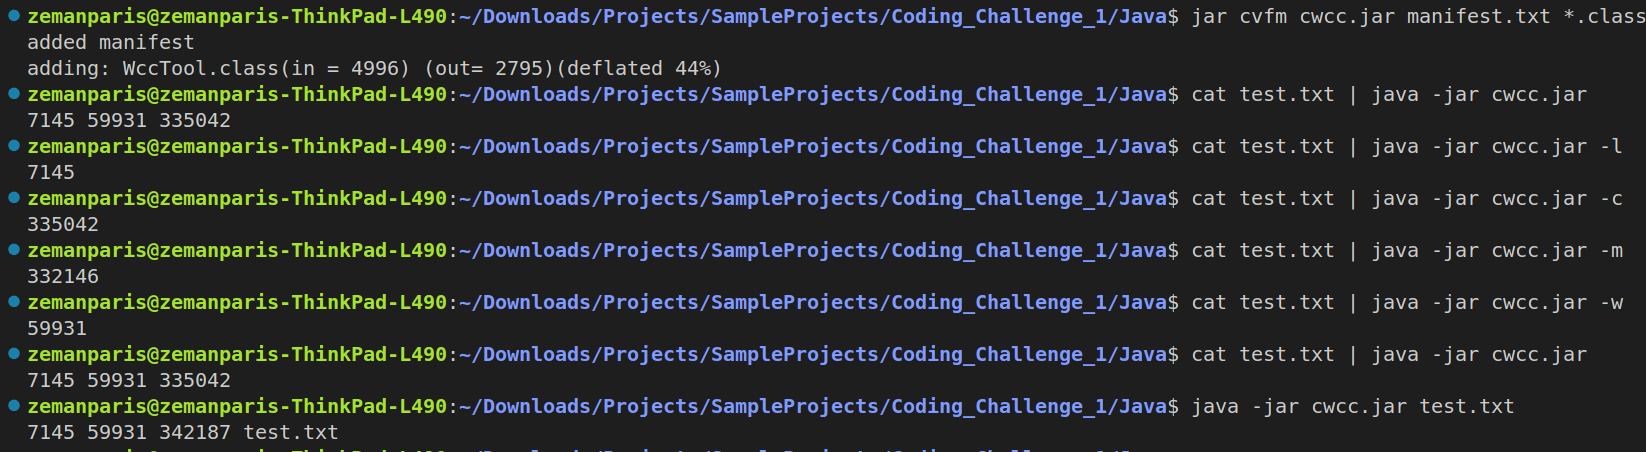 zemanparis@zemanparis-ThinkPad-L490:~/Downloads/Projects/SampleProjects/Coding_Challenge_1/Java$ jar cvfm cwcc.jar manifest.txt *.class
added manifest
adding: WccTool.class(in = 4996) (out= 2795)(deflated 44%)
zemanparis@zemanparis-ThinkPad-L490:~/Downloads/Projects/SampleProjects/Coding_Challenge_1/Java$ cat test.txt | java -jar cwcc.jar
7145 59931 335042
zemanparis@zemanparis-ThinkPad-L490:~/Downloads/Projects/SampleProjects/Coding_Challenge_1/Java$ cat test.txt | java -jar cwcc.jar -l
7145
zemanparis@zemanparis-ThinkPad-L490:~/Downloads/Projects/SampleProjects/Coding_Challenge_1/Java$ cat test.txt | java -jar cwcc.jar -c
335042
zemanparis@zemanparis-ThinkPad-L490:~/Downloads/Projects/SampleProjects/Coding_Challenge_1/Java$ cat test.txt | java -jar cwcc.jar -m
332146
zemanparis@zemanparis-ThinkPad-L490:~/Downloads/Projects/SampleProjects/Coding_Challenge_1/Java$ cat test.txt | java -jar cwcc.jar -w
59931
zemanparis@zemanparis-ThinkPad-L490:~/Downloads/Projects/SampleProjects/Coding_Challenge_1/Java$ cat test.txt | java -jar cwcc.jar
7145 59931 335042
zemanparis@zemanparis-ThinkPad-L490:~/Downloads/Projects/SampleProjects/Coding_Challenge_1/Java$ java -jar cwcc.jar test.txt
7145 59931 342187 test.txt